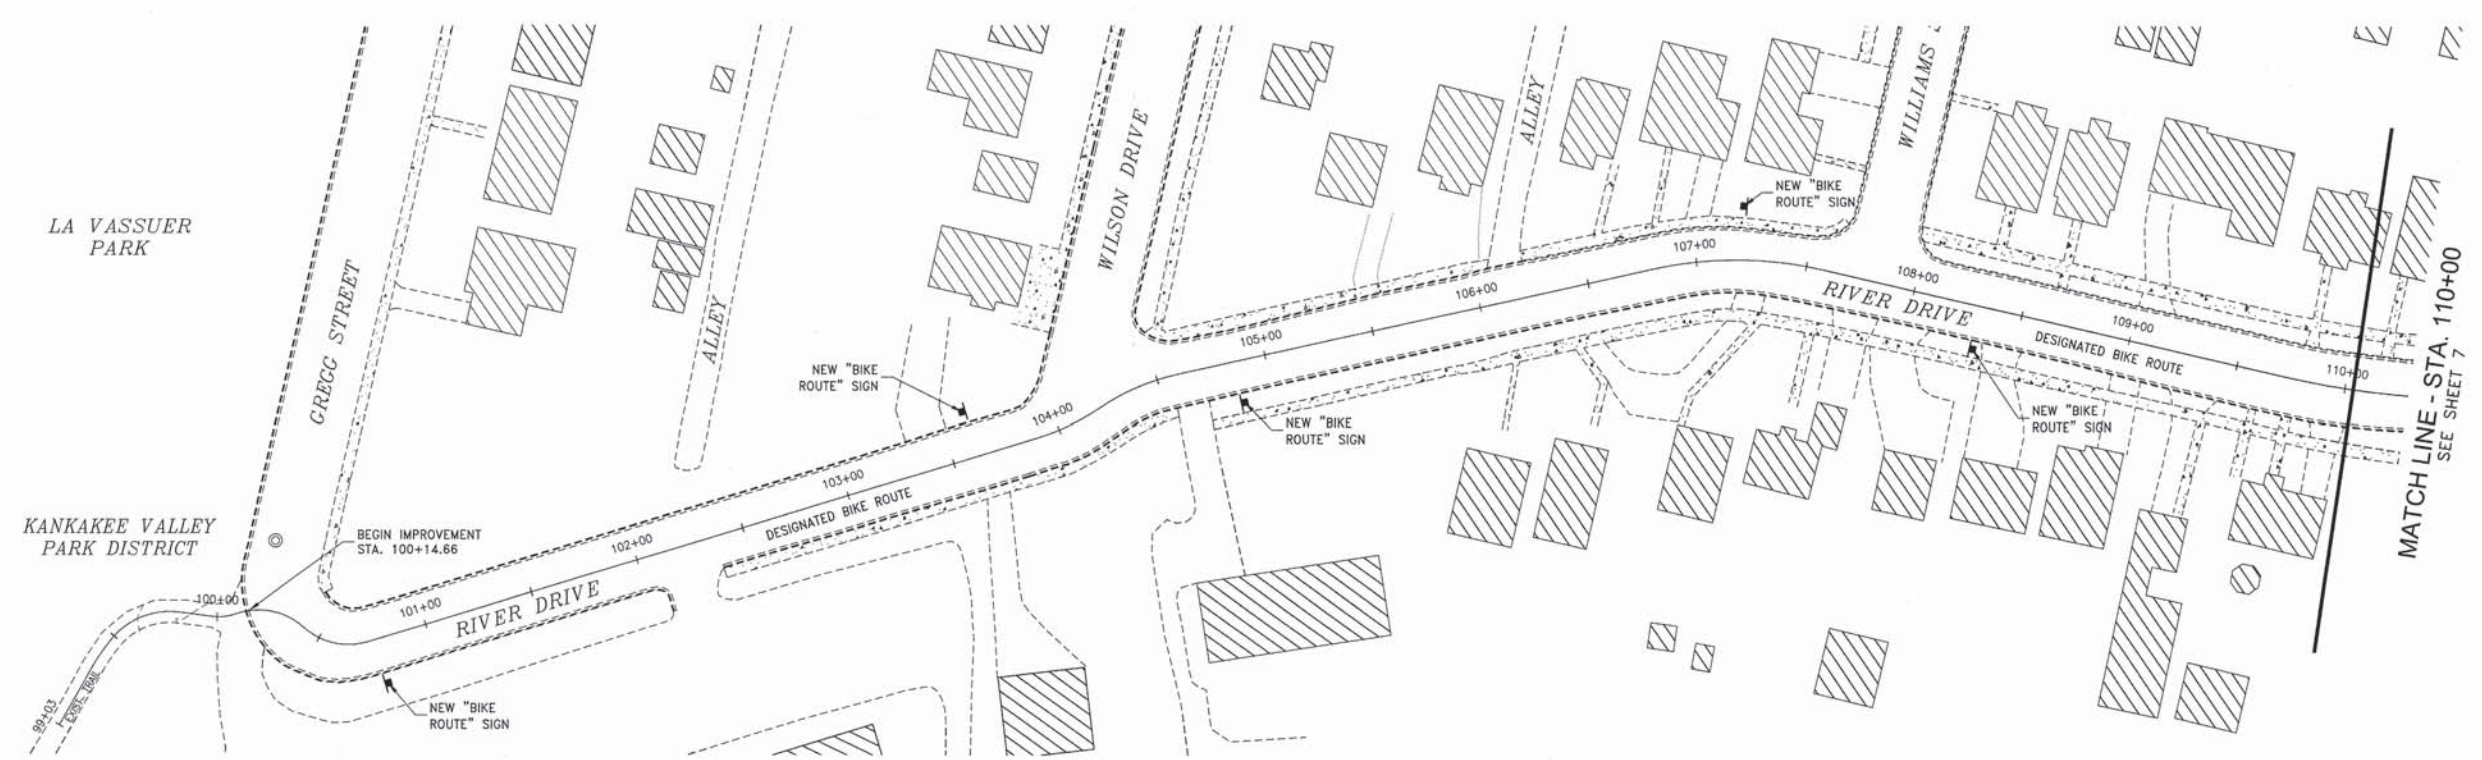 LA VASSUER
PARK
KANKAKEE VALLEY
PARK DISTRICT
GREGG STREET
ALLEY
WILSON DRIVE
ALLEY
WILLIAMS
BEGIN IMPROVEMENT
STA. 100+14.66
99+03
EXIST. TRAIL
100+00
101+00
RIVER DRIVE
NEW "BIKE
ROUTE" SIGN
102+00
103+00
DESIGNATED BIKE ROUTE
NEW "BIKE
ROUTE" SIGN
104+00
105+00
NEW "BIKE
ROUTE" SIGN
106+00
107+00
NEW "BIKE
ROUTE" SIGN
108+00
RIVER DRIVE
109+00
DESIGNATED BIKE ROUTE
NEW "BIKE
ROUTE" SIGN
110+00
MATCH LINE - STA. 110+00
SEE SHEET 7